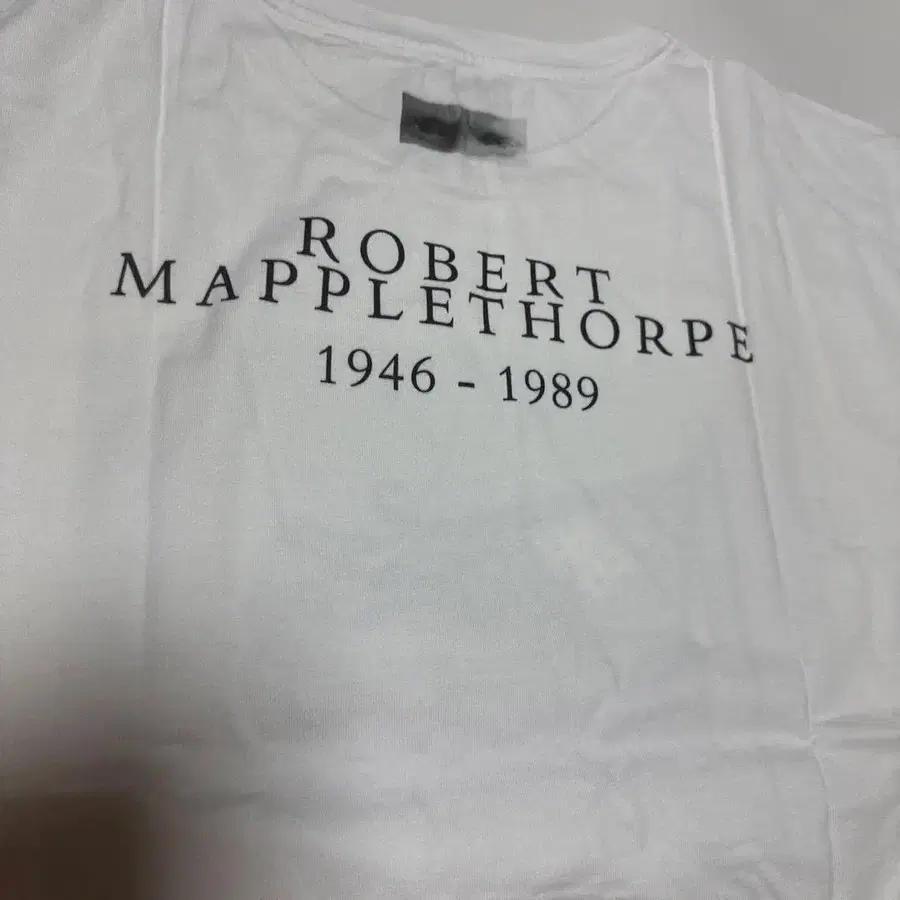 ROBERT
MAPPLETHORPE
1946 - 1989